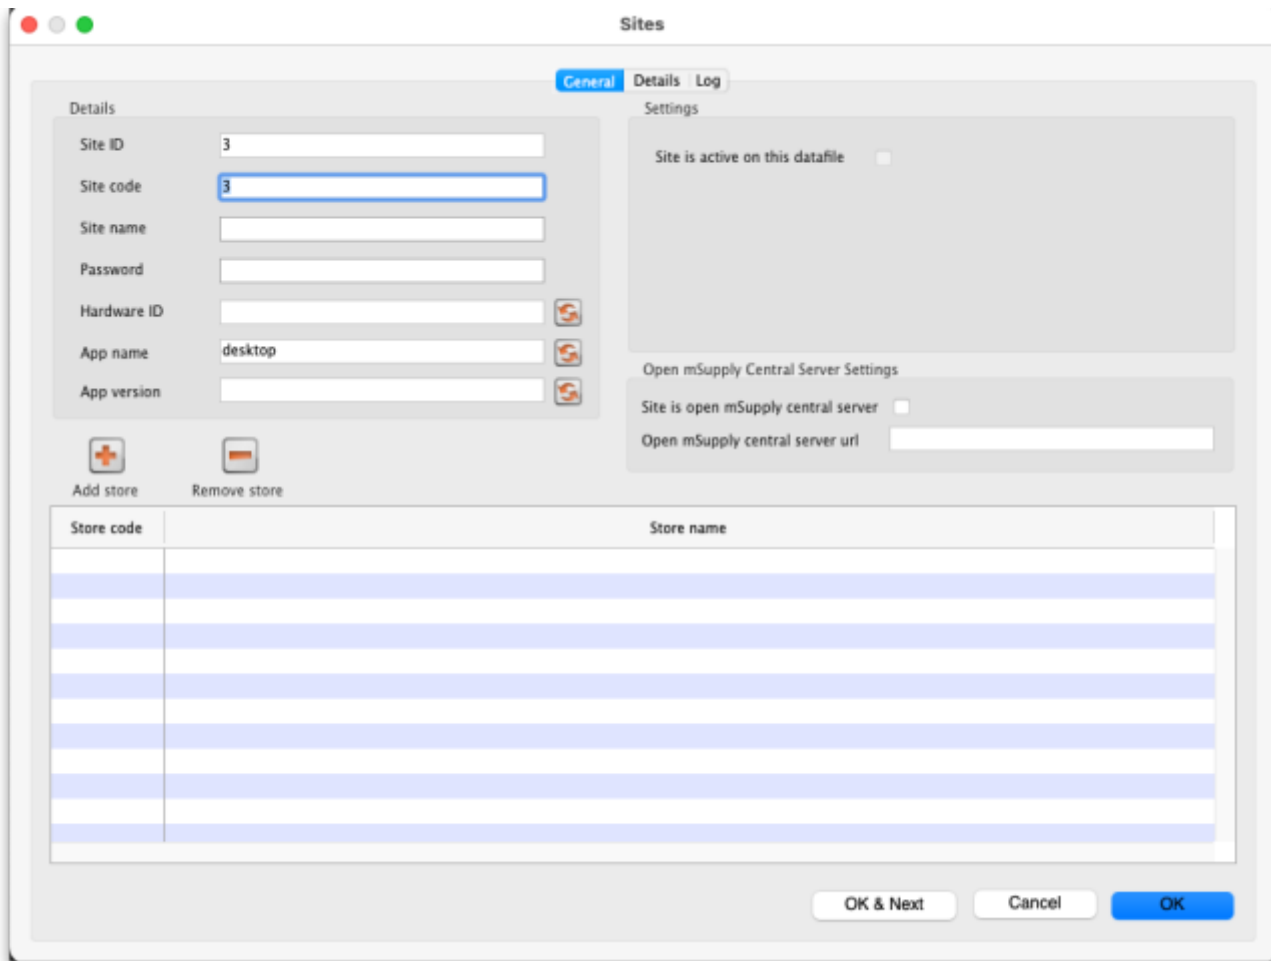 Sites
General Details Log
Details
Site ID 3
Site code 3
Site name
Password
Hardware ID
App name desktop
App version
Settings
Site is active on this datafile
Open mSupply Central Server Settings
Site is open mSupply central server
Open mSupply central server url
Add store Remove store
Store code Store name
OK & Next Cancel OK